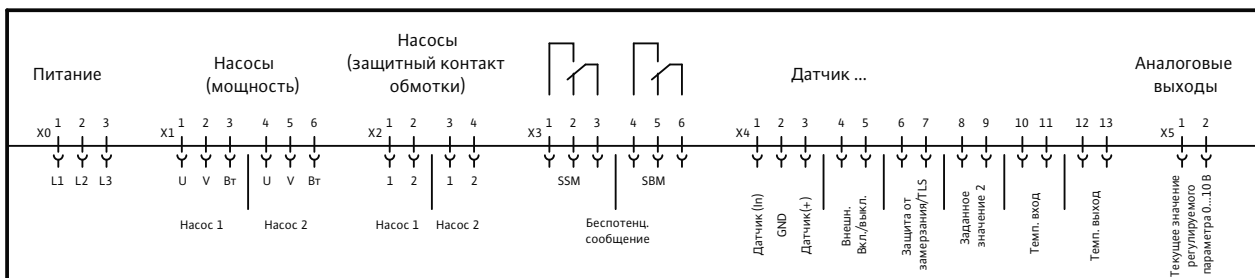 Питание
Насосы
(мощность)
Насосы
(защитный контакт
обмотки)
Датчик ...
Аналоговые
выходы
X0 1 2 3
X1 1 2 3 4 5 6
X2 1 2 3 4
X3 1 2 3 4 5 6
X4 1 2 3 4 5 6 7 8 9 10 11 12 13
X5 1 2
L1 L2 L3
U V Вт U V Вт
1 2 1 2
SSM SBM
Насос 1 Насос 2
Насос 1 Насос 2
Беспотенц.
сообщение
Датчик (In)
GND
Датчик(+)
Внешн.
Вкл./выкл.
Защита от
замерзания/TLS
Заданное
значение 2
Темп. вход
Темп. выход
Текущее значение
регулируемого
параметра 0...10 В